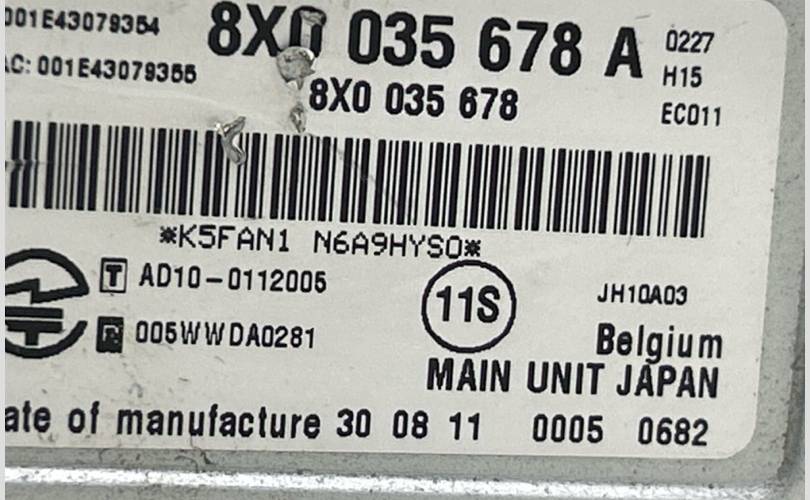 001E43079354
8X0 035 678 A
0227
AC: 001E43079355
H15
8X0 035 678
EC011
*K5FAN1 N6A9HYS0*
T AD10-0112005
R 005WWDA0281
11S
JH10A03
Belgium
MAIN UNIT JAPAN
ate of manufacture 30 08 11 0005 0682